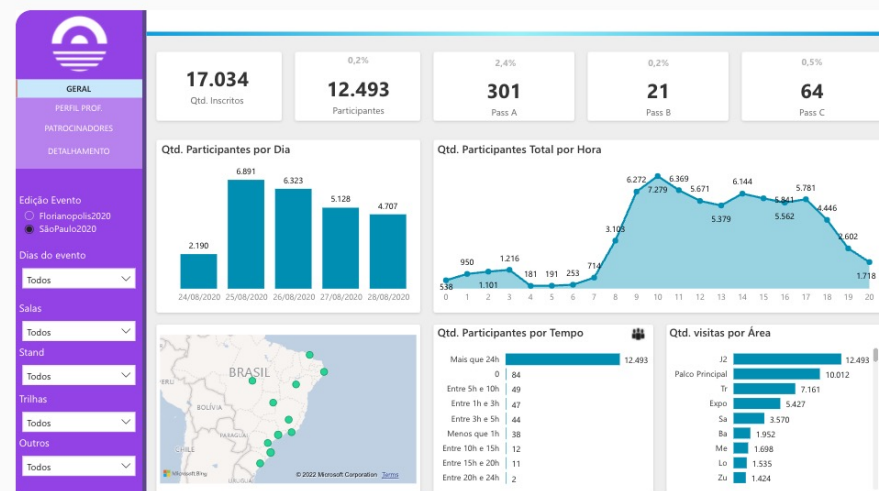 GERAL
PERFIL PROF.
PATROCINADORES
DETALHAMENTO
Edição Evento
Florianopolis2020
SãoPaulo2020
Dias do evento
Todos
Salas
Todos
Stand
Todos
Trilhas
Todos
Outros
Todos
17.034
Qtd. Inscritos
0,2%
12.493
Participantes
2,4%
301
Pass A
0,2%
21
Pass B
0,5%
64
Pass C
Qtd. Participantes por Dia
2.190
6.891
6.323
5.128
4.707
24/08/2020 25/08/2020 26/08/2020 27/08/2020 28/08/2020
Qtd. Participantes Total por Hora
538 950 1.101 1.216 181 191 253 714 3.103 6.272 7.279 6.369 5.671 5.379 6.144 5.841 5.562 5.781 4.446 2.602 1.718
0 1 2 3 4 5 6 7 8 9 10 11 12 13 14 15 16 17 18 19 20
BRASIL
BOLÍVIA
PARAGUAI
CHILE
URUGUAI
Microsoft Bing
© 2022 Microsoft Corporation Terms
Qtd. Participantes por Tempo
Mais que 24h 12.493
0 84
Entre 5h e 10h 49
Entre 1h e 3h 47
Entre 3h e 5h 44
Menos que 1h 38
Entre 10h e 15h 12
Entre 15h e 20h 11
Entre 20h e 24h 2
Qtd. visitas por Área
J2 12.493
Palco Principal 10.012
Tr 7.161
Expo 5.427
Sa 3.570
Ba 1.952
Me 1.698
Lo 1.535
Zu 1.424